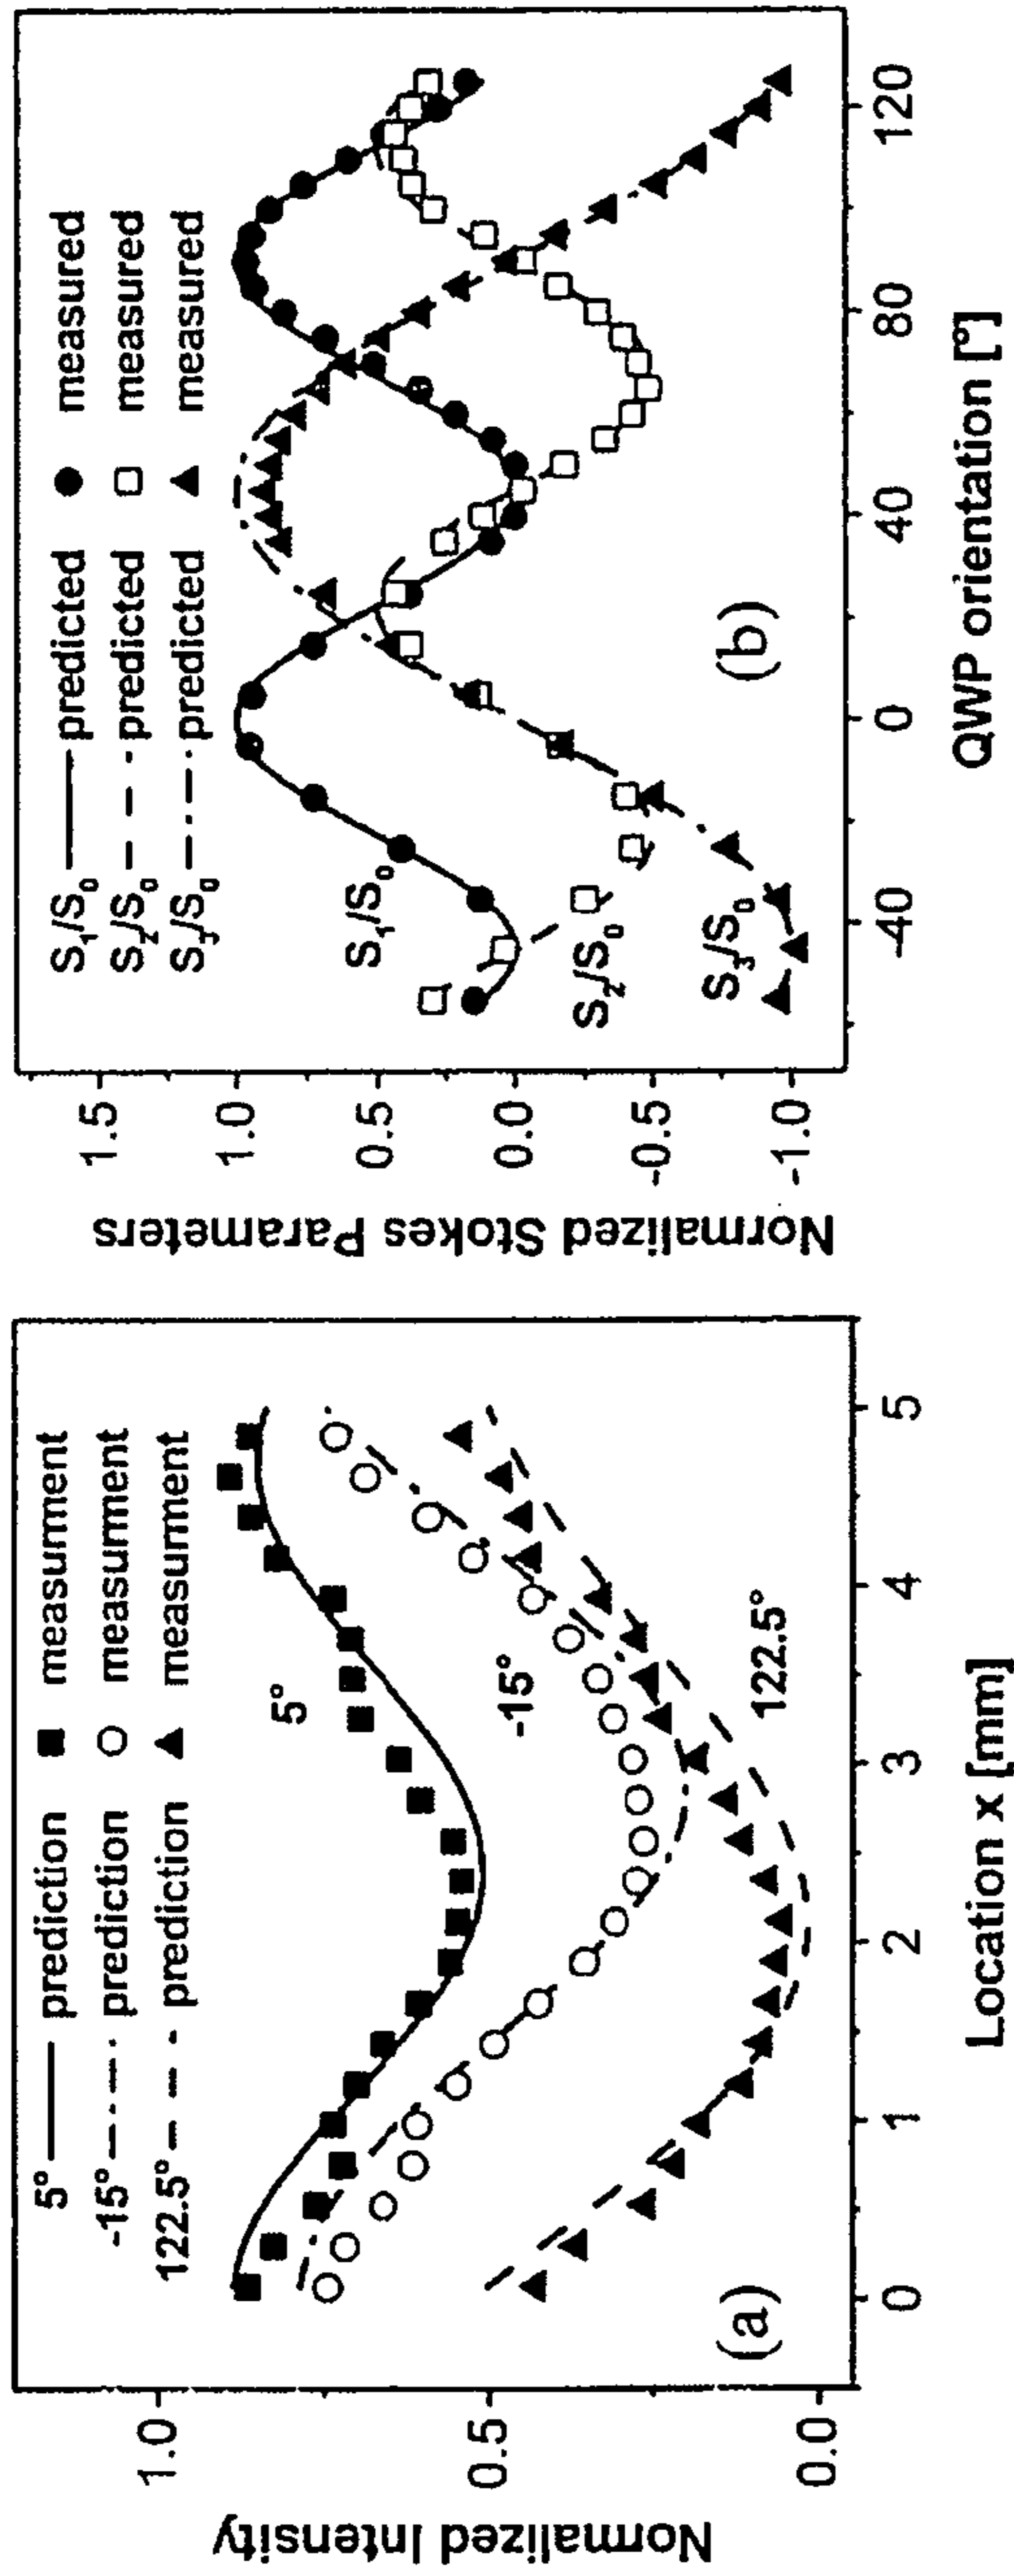 5° prediction measurment
-15° prediction measurment
122.5° prediction measurment
5°
-15°
122.5°
(a)
1.0
0.5
0.0
Normalized Intensity
0 1 2 3 4 5
Location x [mm]
S1/S0 predicted measured
S2/S0 predicted measured
S3/S0 predicted measured
S1/S0
S2/S0
S3/S0
(b)
1.5
1.0
0.5
0.0
-0.5
-1.0
Normalized Stokes Parameters
-40 0 40 80 120
QWP orientation [°]